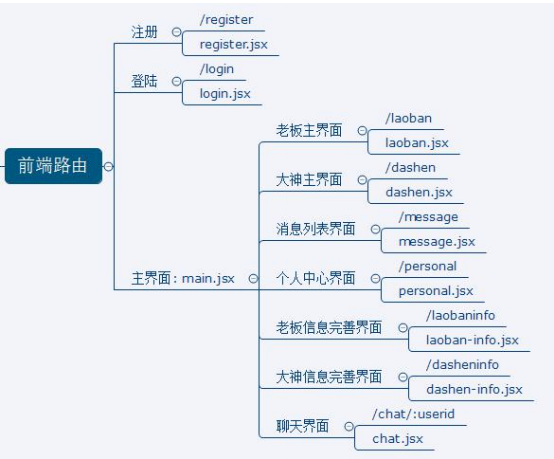 /register
注册
register.jsx
/login
登陆
login.jsx
/laoban
老板主界面
laoban.jsx
前端路由
/dashen
大神主界面
dashen.jsx
/message
消息列表界面
message.jsx
/personal
主界面：main.jsx
个人中心界面
personal.jsx
/laobaninfo
老板信息完善界面
laoban-info.jsx
/dasheninfo
大神信息完善界面
dashen-info.jsx
/chat/:userid
聊天界面
chat.jsx